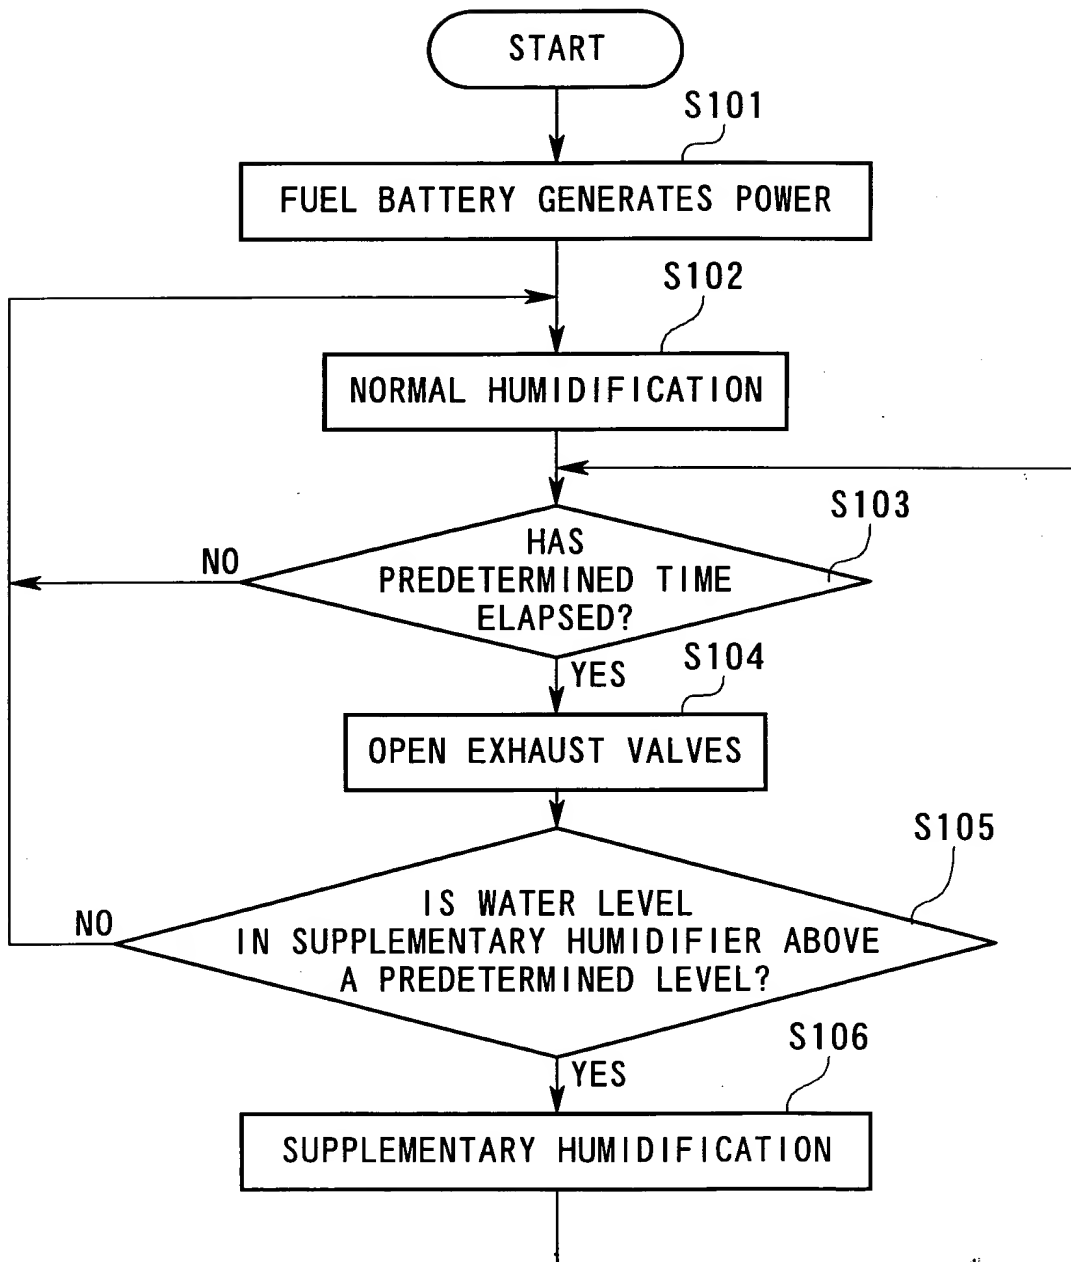 START
S101
FUEL BATTERY GENERATES POWER
S102
NORMAL HUMIDIFICATION
S103
HAS
PREDETERMINED TIME
ELAPSED?
NO
YES
S104
OPEN EXHAUST VALVES
S105
IS WATER LEVEL
IN SUPPLEMENTARY HUMIDIFIER ABOVE
A PREDETERMINED LEVEL?
NO
YES
S106
SUPPLEMENTARY HUMIDIFICATION